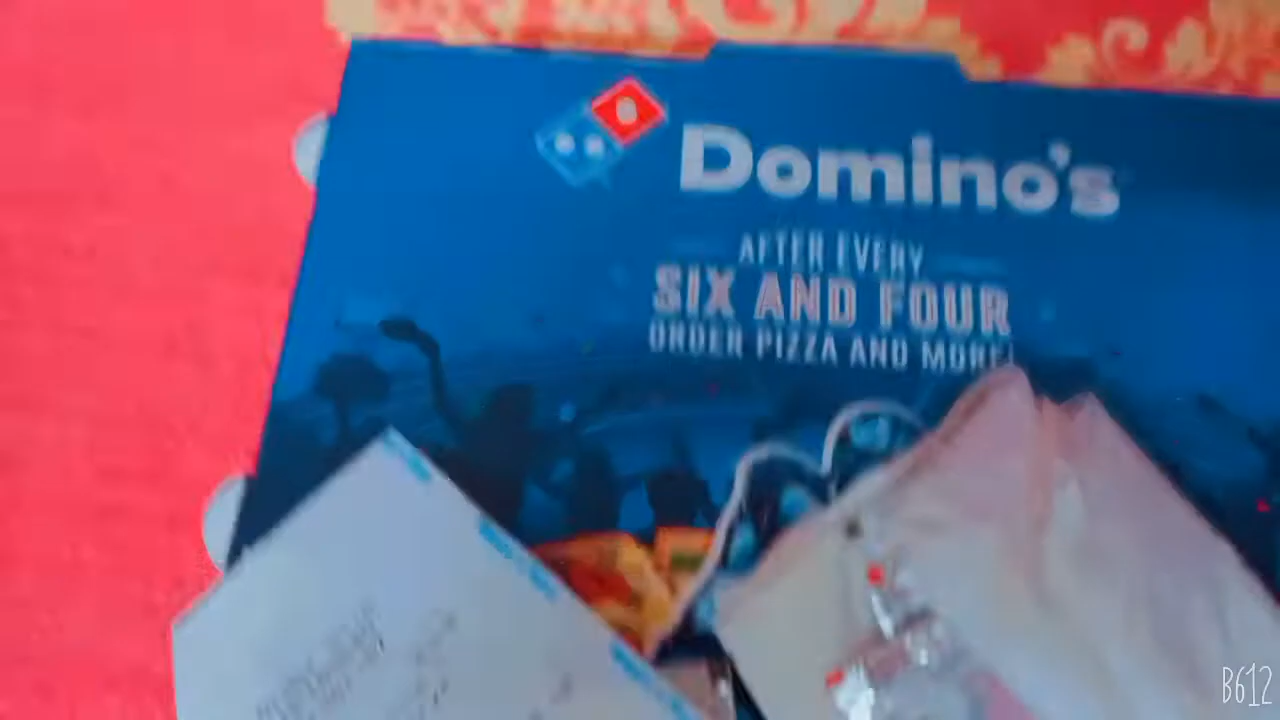 Domino's
AFTER EVERY
SIX AND FOUR
ORDER PIZZA AND MORE!
B612